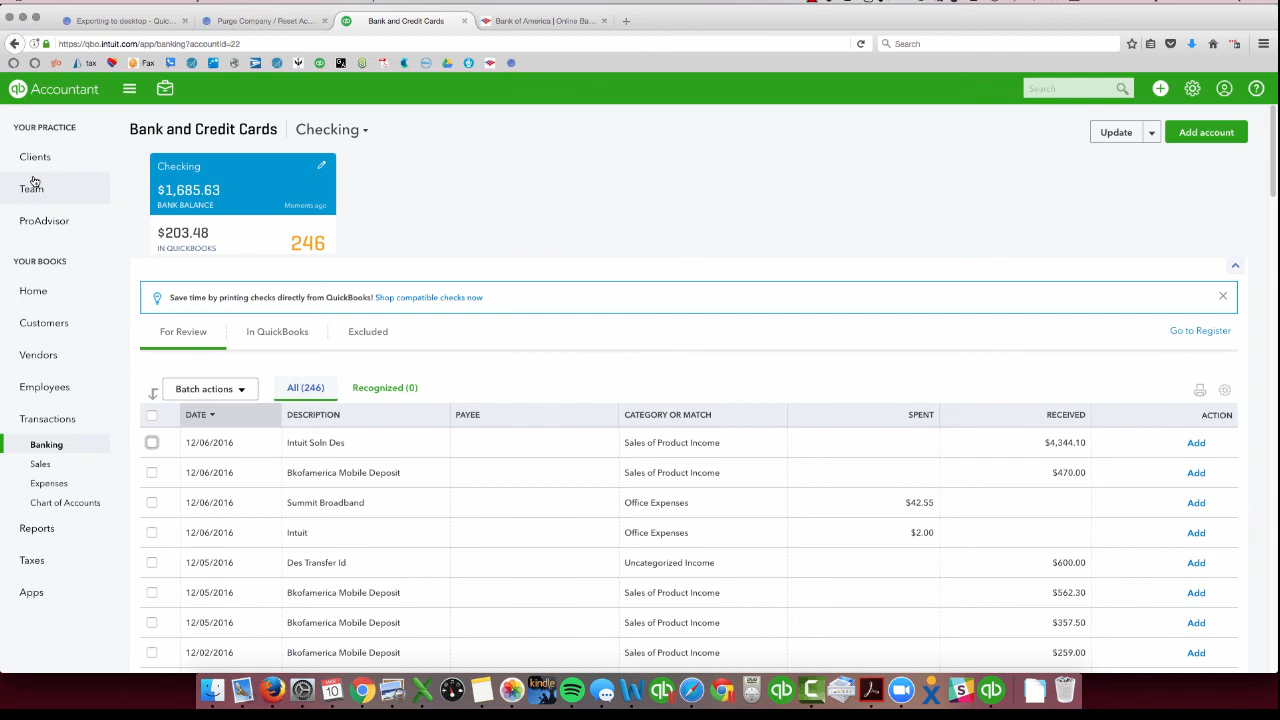 Exporting to desktop - Quic...
Purge Company / Reset Ac...
Bank and Credit Cards
Bank of America | Online Ba...
https://qbo.intuit.com/app/banking?accountId=22
Search
glo
tax
Fax
qb Accountant
Search
YOUR PRACTICE
Clients
Team
ProAdvisor
YOUR BOOKS
Home
Customers
Vendors
Employees
Transactions
Banking
Sales
Expenses
Chart of Accounts
Reports
Taxes
Apps
Bank and Credit Cards Checking
Update
Add account
Checking
$1,685.63
BANK BALANCE Moments ago
$203.48
IN QUICKBOOKS 246
Save time by printing checks directly from QuickBooks! Shop compatible checks now
For Review In QuickBooks Excluded Go to Register
Batch actions All (246) Recognized (0)
DATE DESCRIPTION PAYEE CATEGORY OR MATCH SPENT RECEIVED ACTION
12/06/2016 Intuit Soln Des Sales of Product Income $4,344.10 Add
12/06/2016 Bkofamerica Mobile Deposit Sales of Product Income $470.00 Add
12/06/2016 Summit Broadband Office Expenses $42.55 Add
12/06/2016 Intuit Office Expenses $2.00 Add
12/05/2016 Des Transfer Id Uncategorized Income $600.00 Add
12/05/2016 Bkofamerica Mobile Deposit Sales of Product Income $562.30 Add
12/05/2016 Bkofamerica Mobile Deposit Sales of Product Income $357.50 Add
12/02/2016 Bkofamerica Mobile Deposit Sales of Product Income $259.00 Add
10
kindle